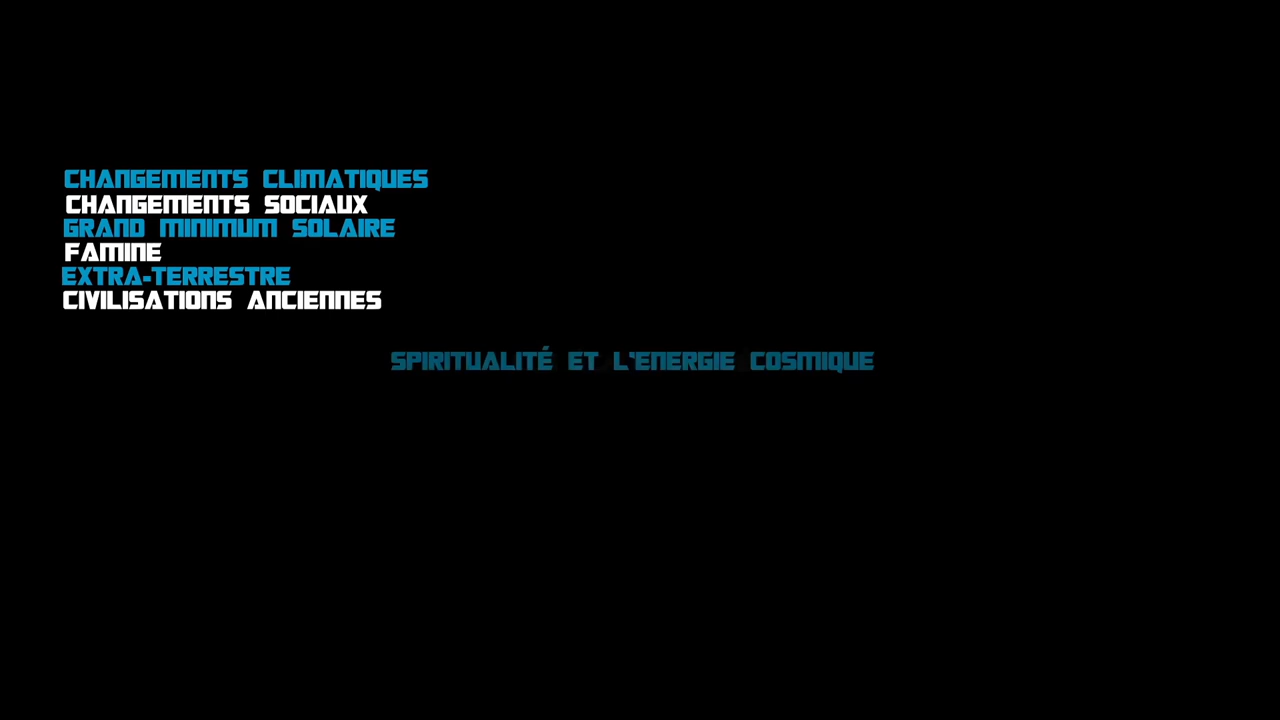 CHANGEMENTS CLIMATIQUES
CHANGEMENTS SOCIAUX
GRAND MINIMUM SOLAIRE
FAMINE
EXTRA-TERRESTRE
CIVILISATIONS ANCIENNES
SPIRITUALITÉ ET L'ENERGIE COSMIQUE